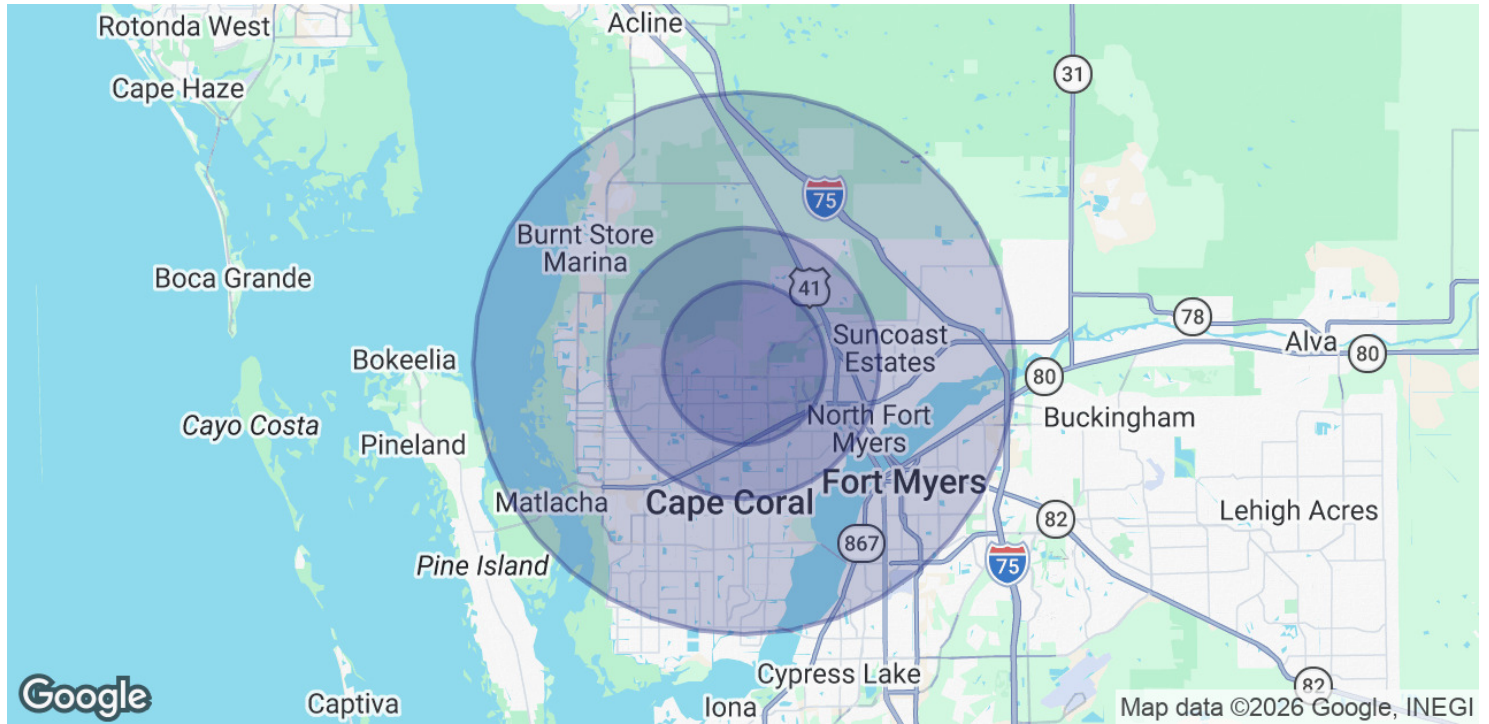 Rotonda West
Acline
Cape Haze
31
75
Burnt Store
Marina
Boca Grande
41
78
Suncoast
Estates
Alva
80
Bokeelia
80
Cayo Costa
North Fort
Myers
Buckingham
Pineland
Matlacha
Cape Coral
Fort Myers
82
Lehigh Acres
867
Pine Island
75
Cypress Lake
82
Google
Captiva
Iona
Map data ©2026 Google, INEGI